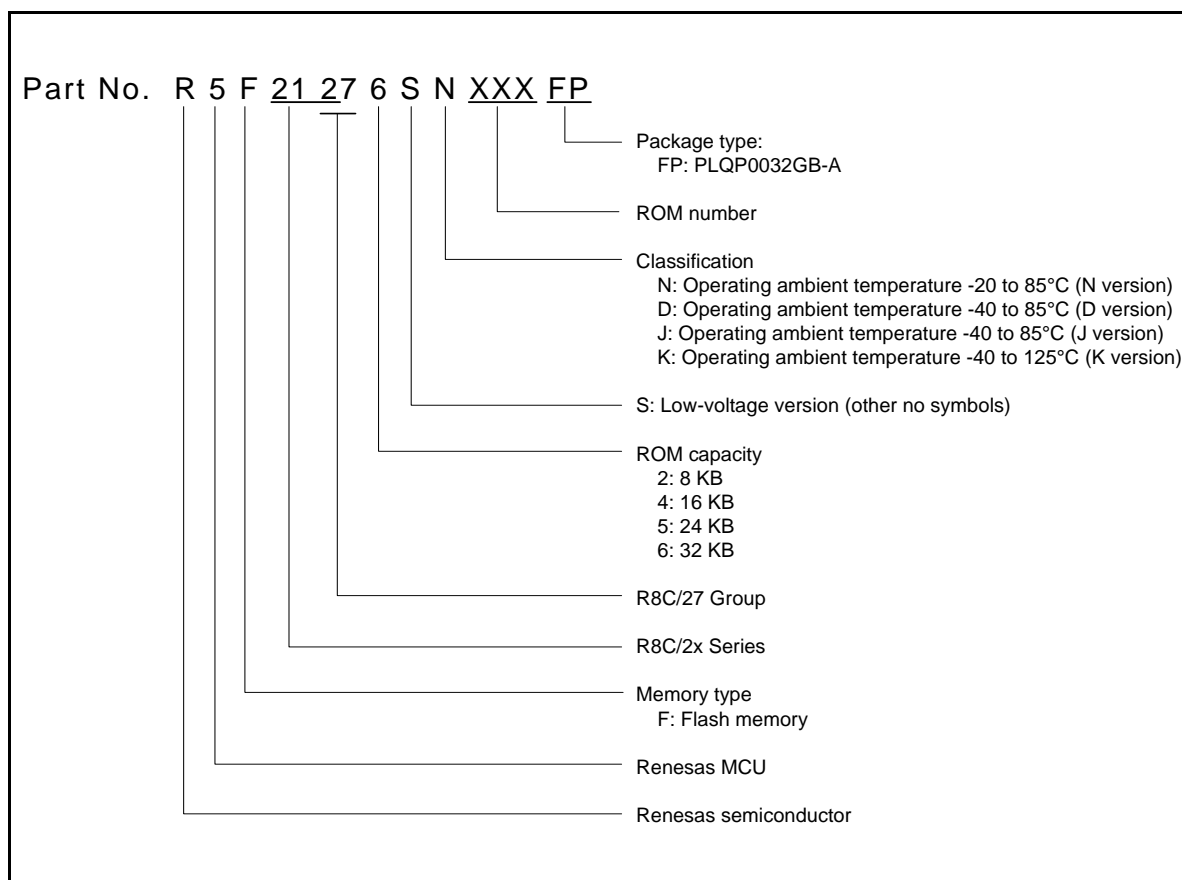 Part No. R 5 F 21 27 6 S N XXX FP
Package type:
FP: PLQP0032GB-A
ROM number
Classification
N: Operating ambient temperature -20 to 85°C (N version)
D: Operating ambient temperature -40 to 85°C (D version)
J: Operating ambient temperature -40 to 85°C (J version)
K: Operating ambient temperature -40 to 125°C (K version)
S: Low-voltage version (other no symbols)
ROM capacity
2: 8 KB
4: 16 KB
5: 24 KB
6: 32 KB
R8C/27 Group
R8C/2x Series
Memory type
F: Flash memory
Renesas MCU
Renesas semiconductor